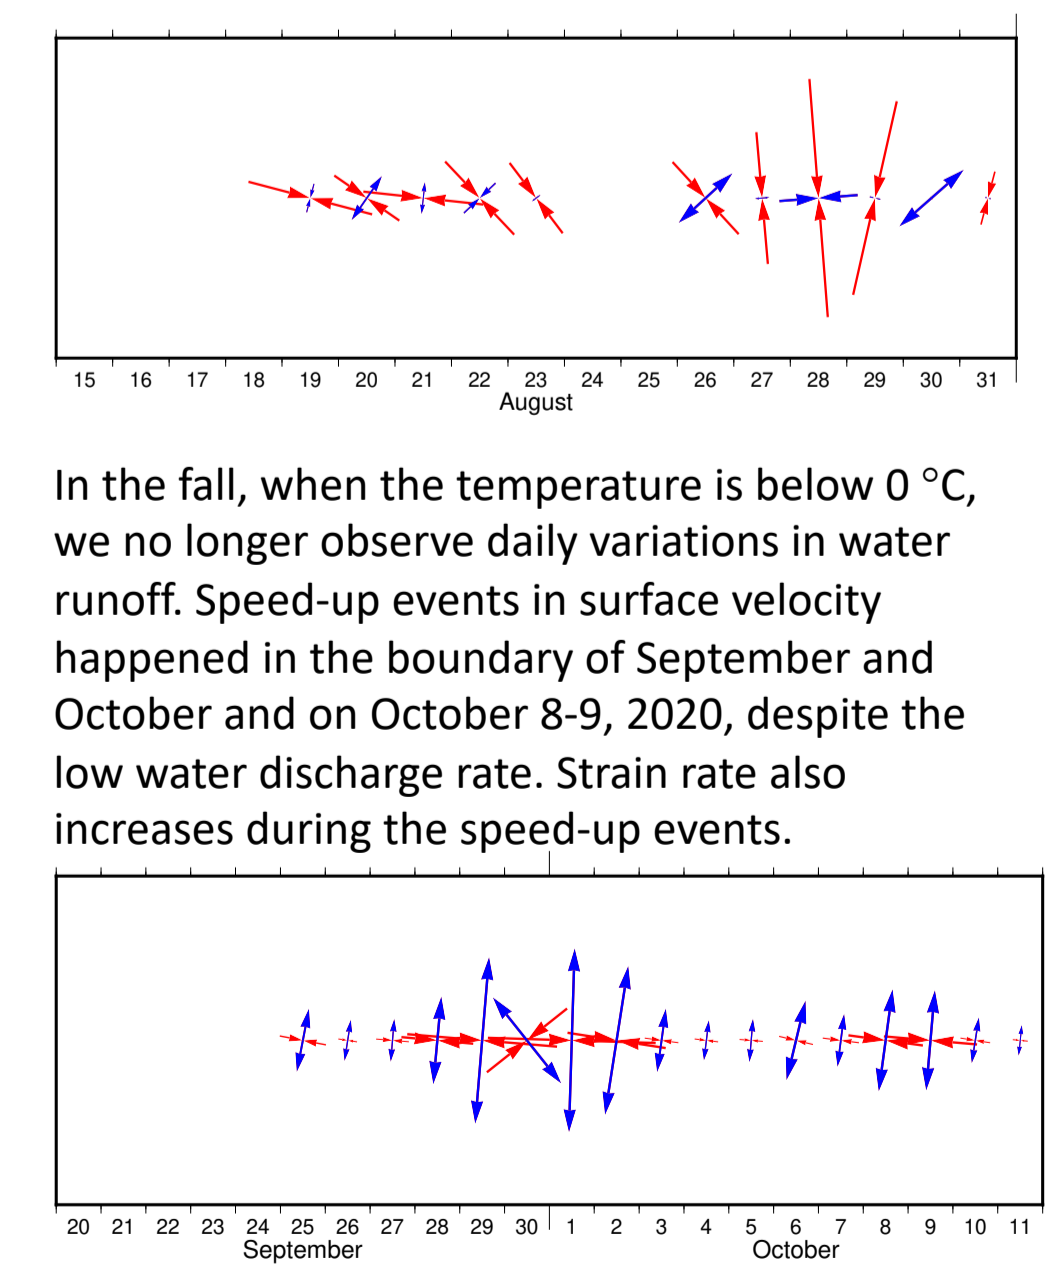 15 16 17 18 19 20 21 22 23 24 25 26 27 28 29 30 31
August
In the fall, when the temperature is below 0 °C,
we no longer observe daily variations in water
runoff. Speed-up events in surface velocity
happened in the boundary of September and
October and on October 8-9, 2020, despite the
low water discharge rate. Strain rate also
increases during the speed-up events.
20 21 22 23 24 25 26 27 28 29 30 1 2 3 4 5 6 7 8 9 10 11
September October